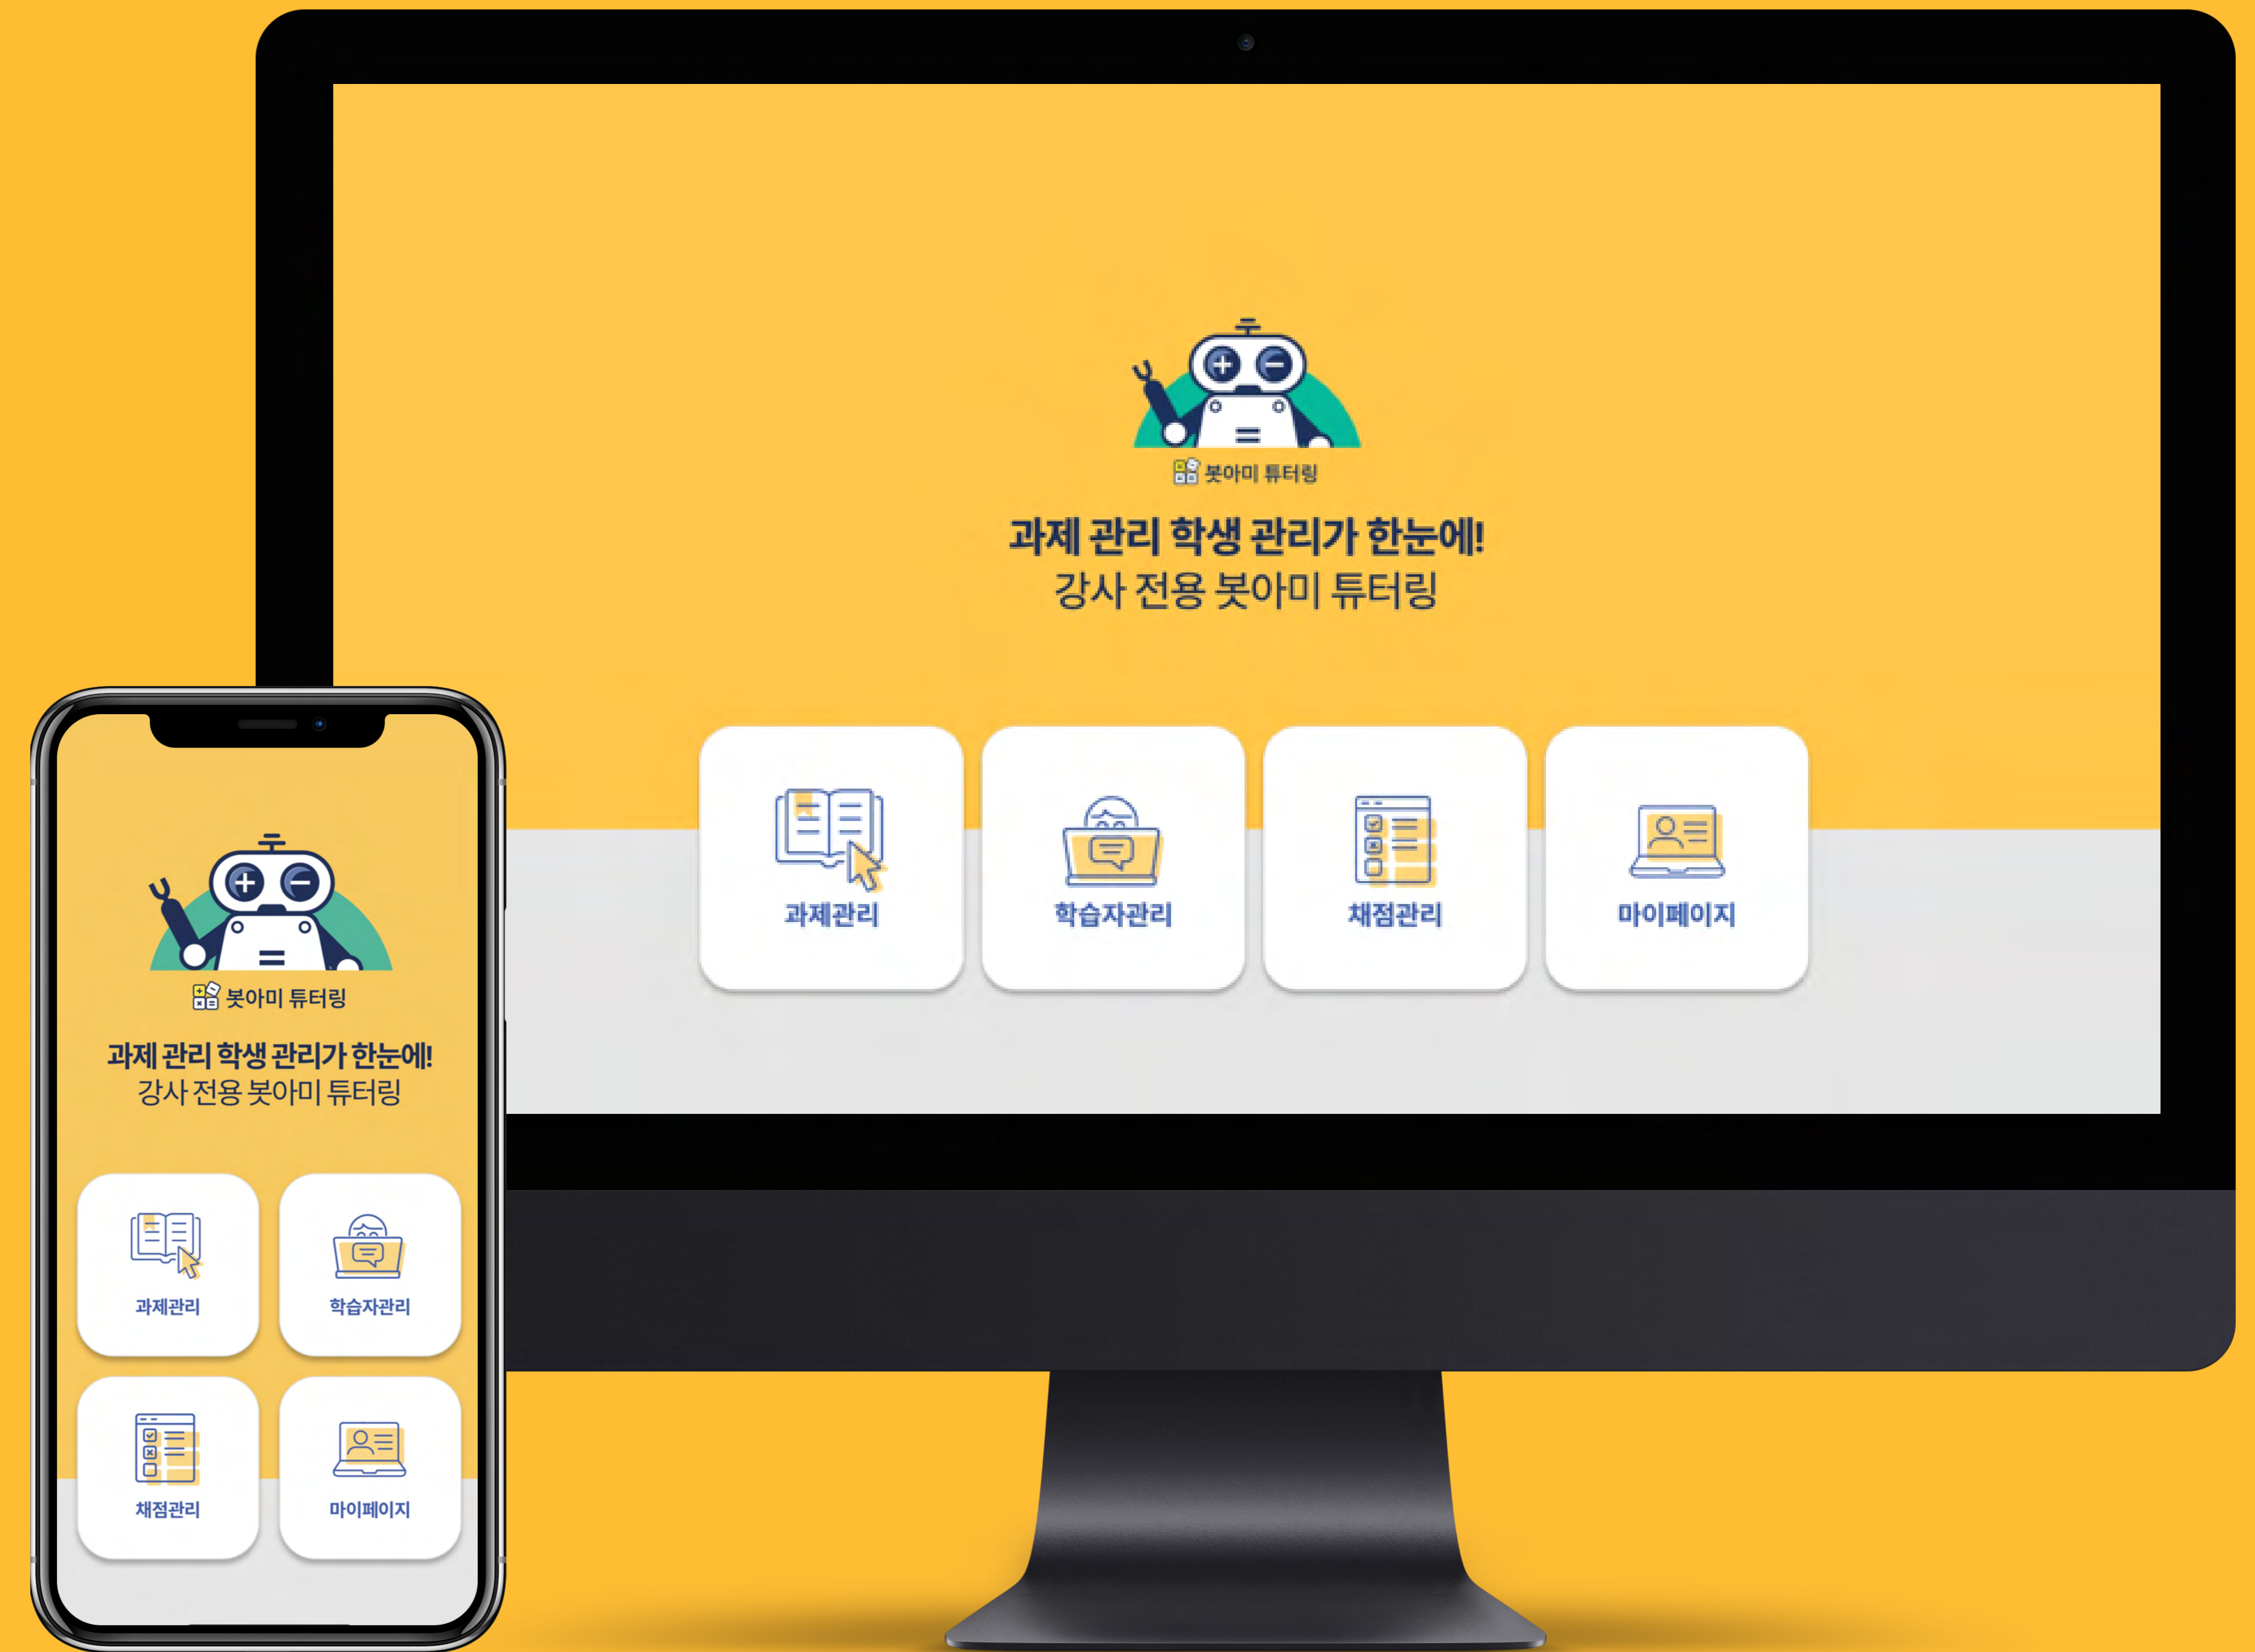 봇아미 튜터링
과제 관리 학생 관리가 한눈에!
강사 전용 봇아미 튜터링
과제관리
학습자관리
채점관리
마이페이지
봇아미 튜터링
과제 관리 학생 관리가 한눈에!
강사 전용 봇아미 튜터링
과제관리
학습자관리
채점관리
마이페이지